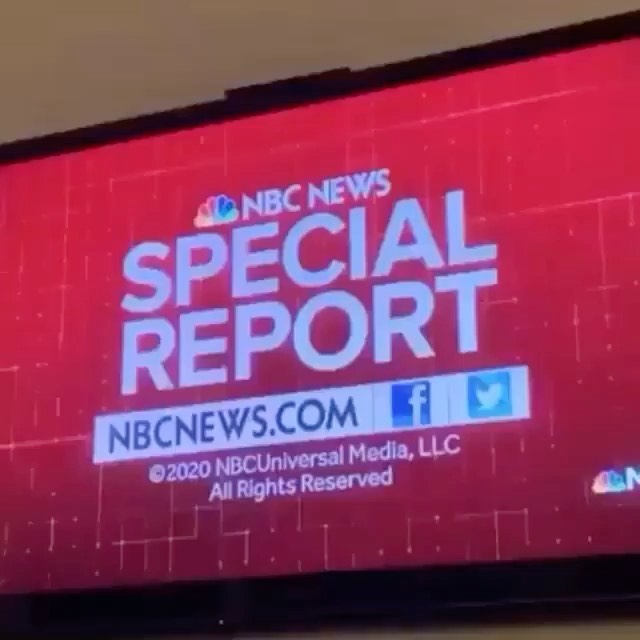 NBC NEWS
SPECIAL
REPORT
NBCNEWS.COM
©2020 NBCUniversal Media, LLC
All Rights Reserved